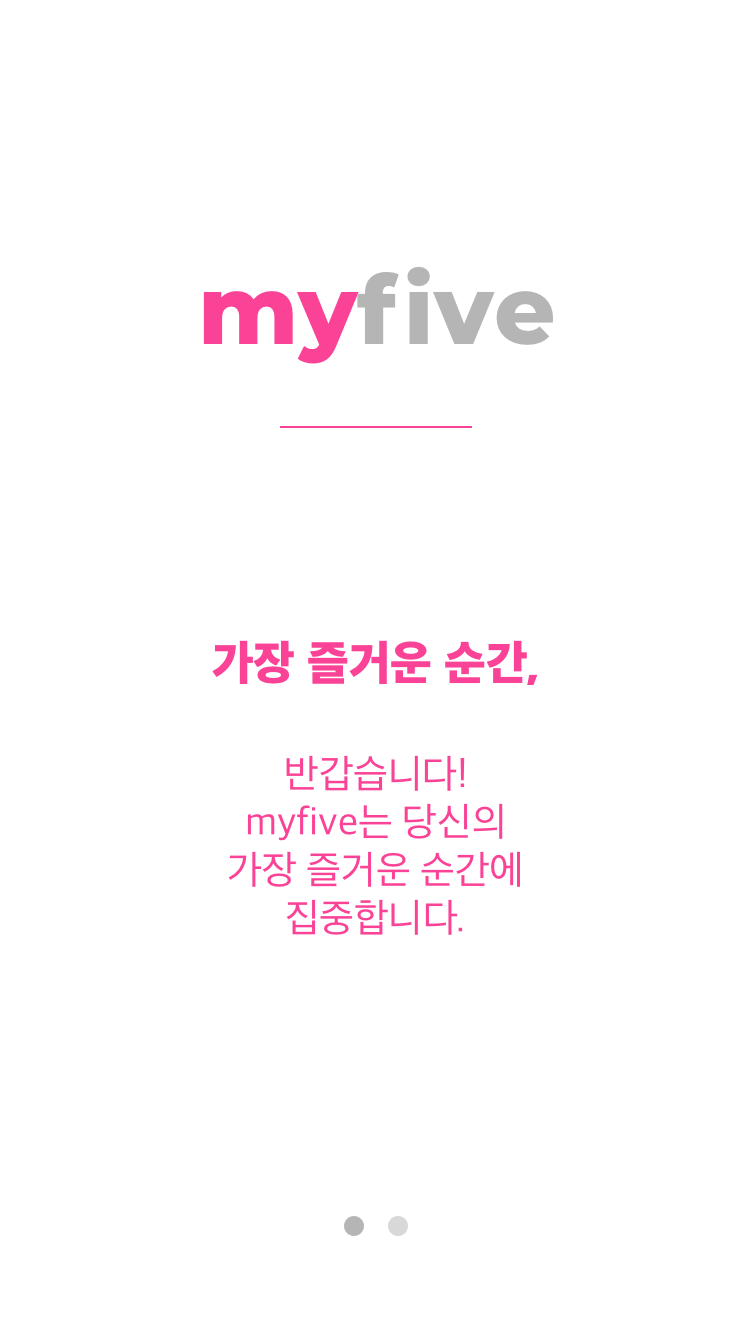 myfive
가장 즐거운 순간,
반갑습니다!
myfive는 당신의
가장 즐거운 순간에
집중합니다.